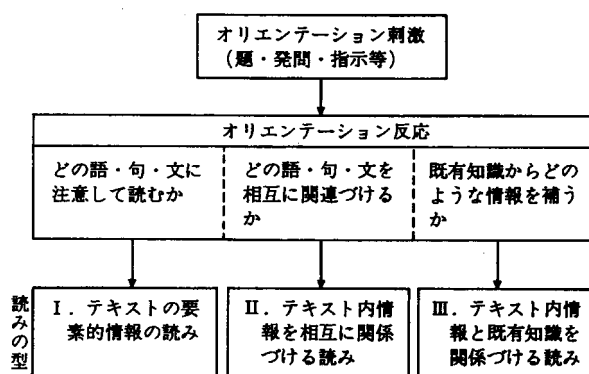 オリエンテーション刺激
(題・発問・指示等)
オリエンテーション反応
どの語・句・文に
注意して読むか
どの語・句・文を
相互に関連づける
か
既有知識からどの
ような情報を補う
か
読みの型
Ⅰ．テキストの要
素的情報の読み
Ⅱ．テキスト内情
報を相互に関係
づける読み
Ⅲ．テキスト内情
報と既有知識を
関係づける読み